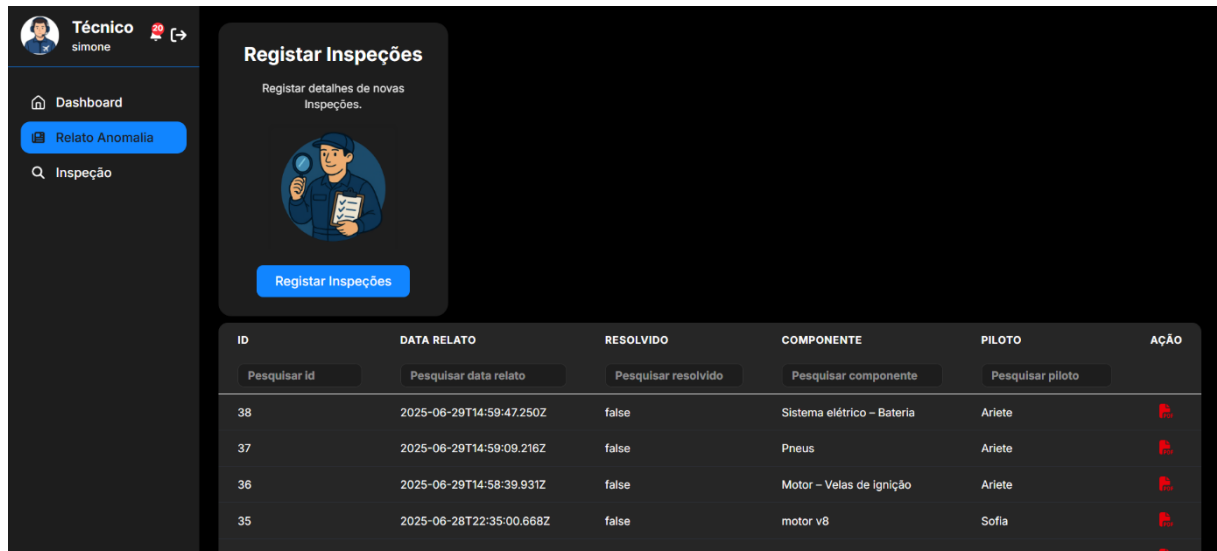 Técnico
20
simone
Dashboard
Relato Anomalia
Inspeção
Registar Inspeções
Registar detalhes de novas
Inspeções.
Registar Inspeções
ID DATA RELATO RESOLVIDO COMPONENTE PILOTO AÇÃO
Pesquisar id Pesquisar data relato Pesquisar resolvido Pesquisar componente Pesquisar piloto
38 2025-06-29T14:59:47.250Z false Sistema elétrico – Bateria Ariete PDF
37 2025-06-29T14:59:09.216Z false Pneus Ariete PDF
36 2025-06-29T14:58:39.931Z false Motor – Velas de ignição Ariete PDF
35 2025-06-28T22:35:00.668Z false motor v8 Sofia PDF